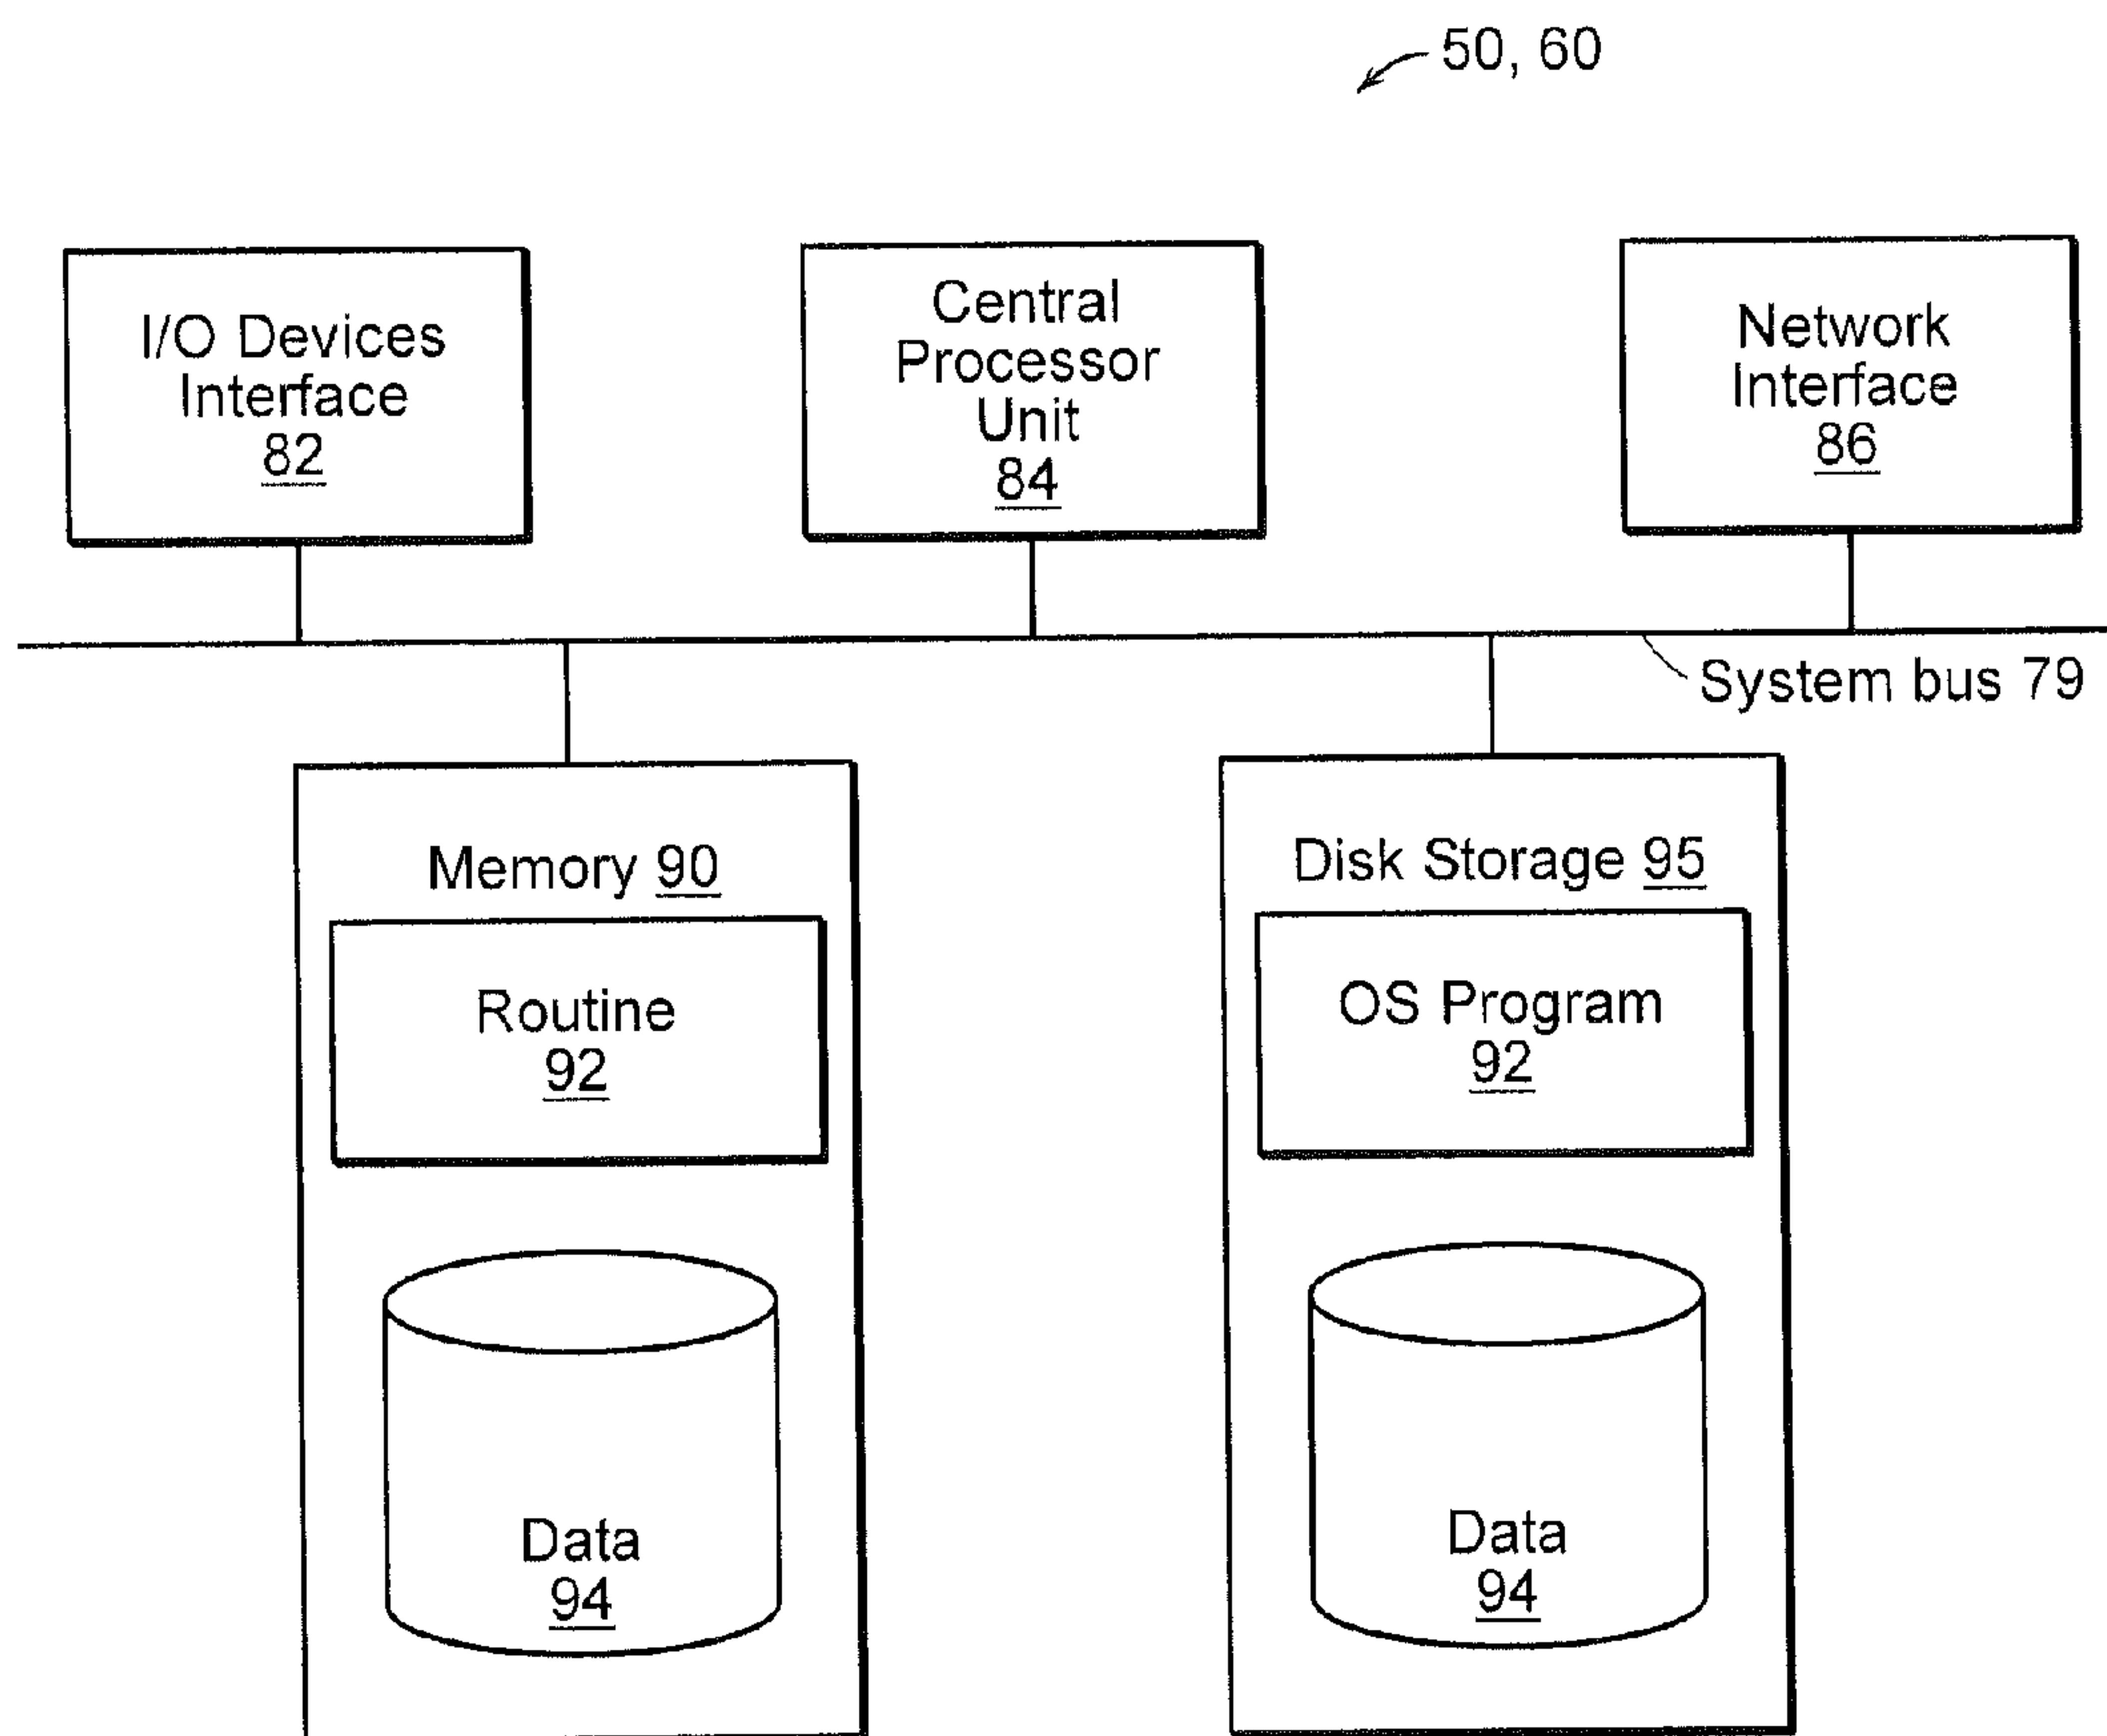 50, 60
I/O Devices
Interface
82
Central
Processor
Unit
84
Network
Interface
86
System bus 79
Memory 90
Routine
92
Data
94
Disk Storage 95
OS Program
92
Data
94